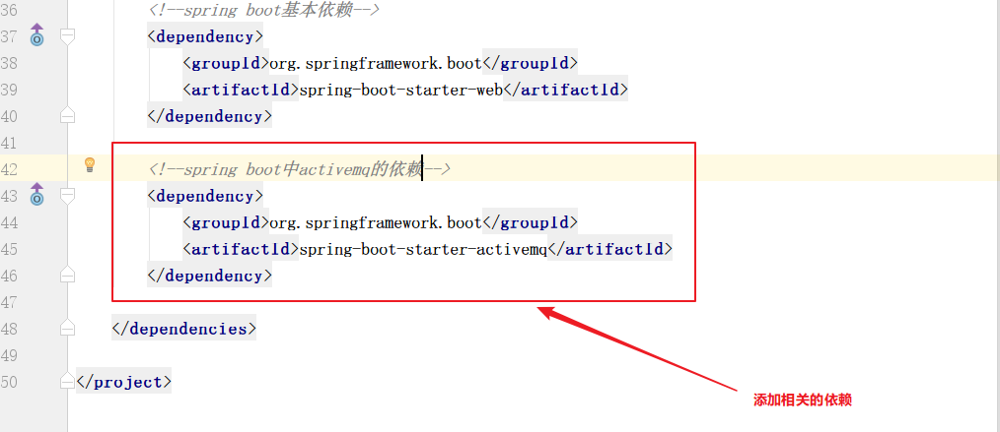 36 <!--spring boot基本依赖-->
37 <dependency>
38 <groupId>org.springframework.boot</groupId>
39 <artifactId>spring-boot-starter-web</artifactId>
40 </dependency>
41
42 <!--spring boot中activemq的依赖-->
43 <dependency>
44 <groupId>org.springframework.boot</groupId>
45 <artifactId>spring-boot-starter-activemq</artifactId>
46 </dependency>
47
48 </dependencies>
49
50 </project>
添加相关的依赖